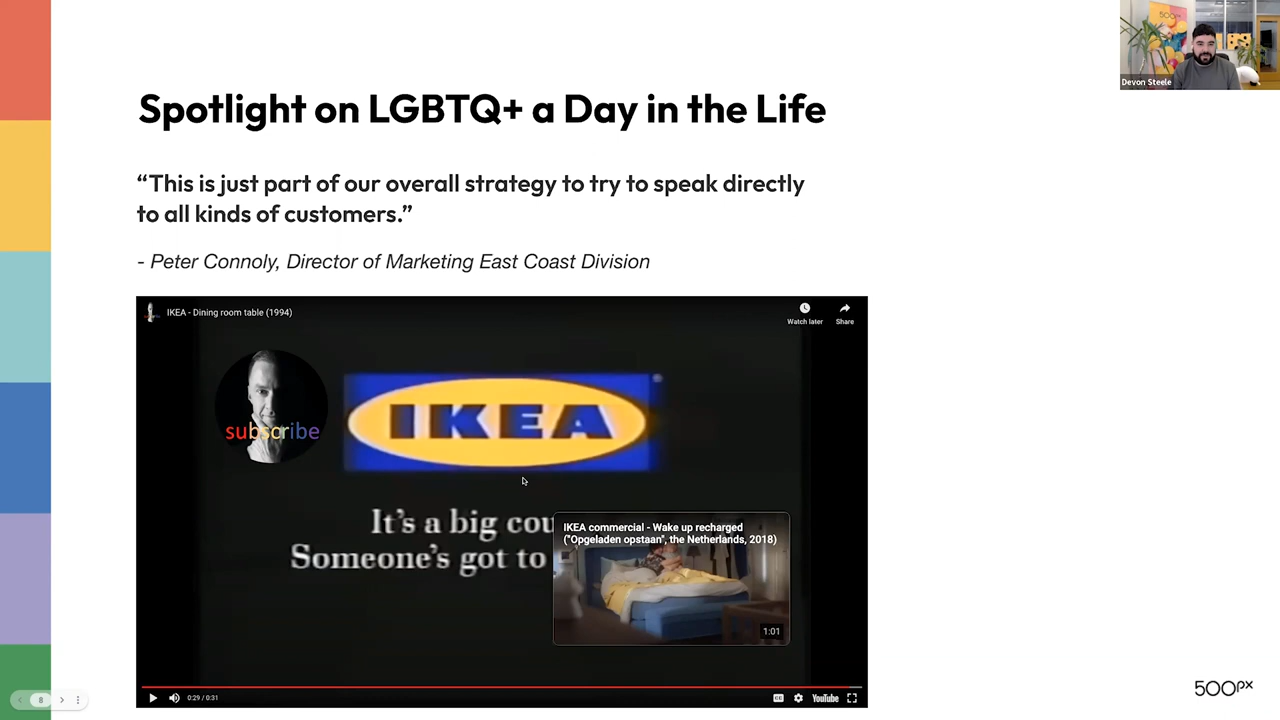 Devon Steele
Spotlight on LGBTQ+ a Day in the Life
“This is just part of our overall strategy to try to speak directly
to all kinds of customers.”
- Peter Connoly, Director of Marketing East Coast Division
IKEA - Dining room table (1994)
Watch later
Share
subscribe
IKEA
®
It's a big cou
Someone's got to
IKEA commercial - Wake up recharged
("Opgeladen opstaan", the Netherlands, 2018)
1:01
0:29 / 0:31
CC
YouTube
8
500px